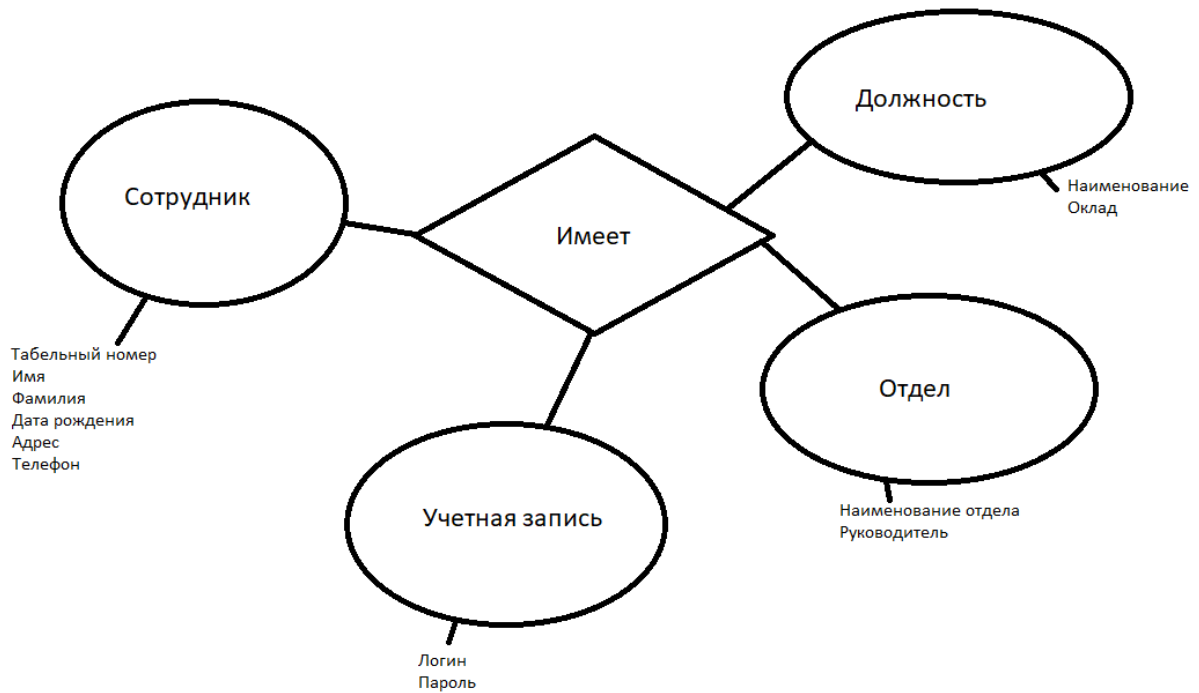 Должность
Наименование
Оклад
Сотрудник
Имеет
Табельный номер
Имя
Фамилия
Дата рождения
Адрес
Телефон
Отдел
Наименование отдела
Руководитель
Учетная запись
Логин
Пароль